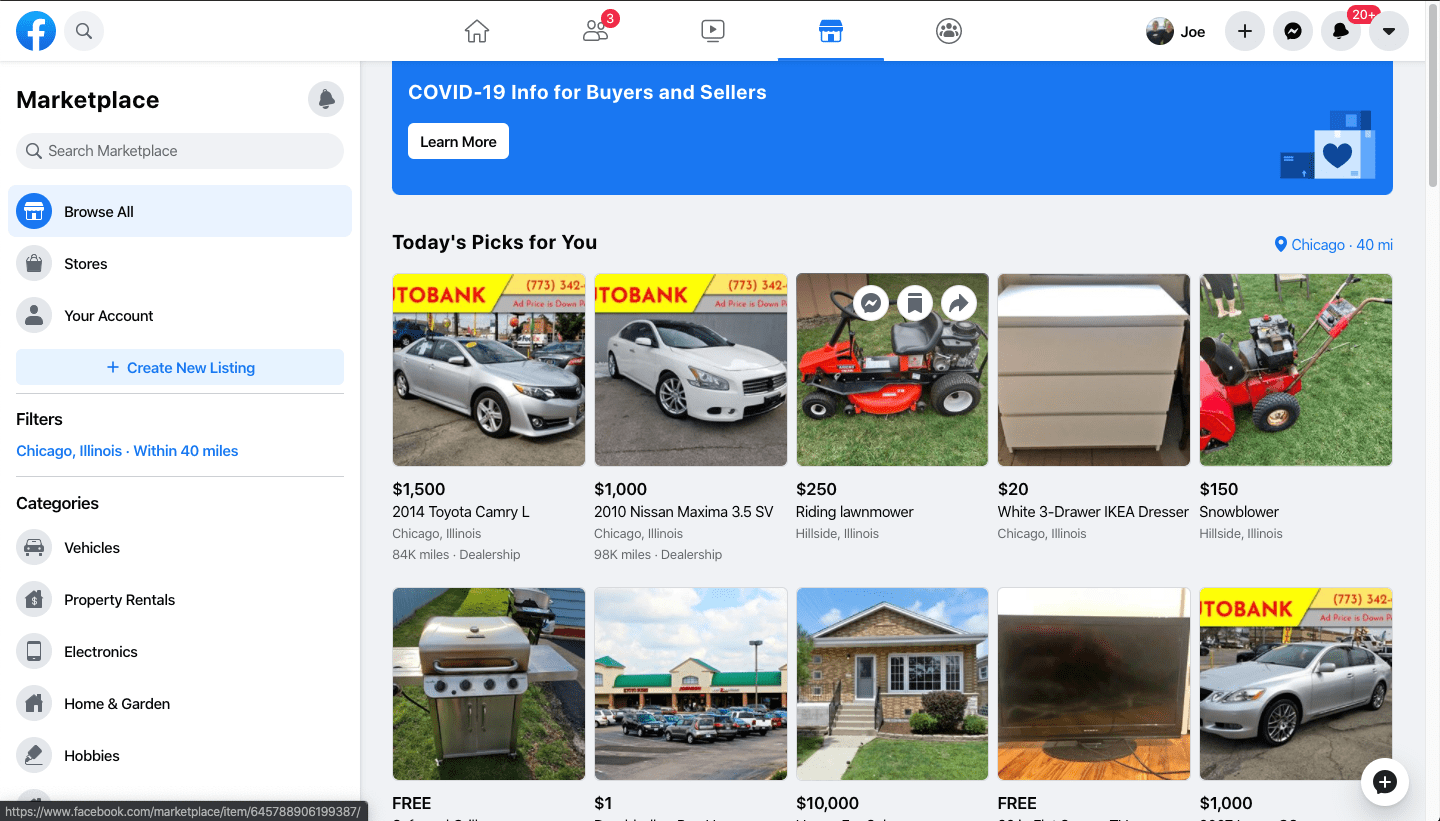 3
Joe
20+
Marketplace
Search Marketplace
Browse All
Stores
Your Account
+ Create New Listing
Filters
Chicago, Illinois · Within 40 miles
Categories
Vehicles
Property Rentals
Electronics
Home & Garden
Hobbies
https://www.facebook.com/marketplace/item/645788906199387/
COVID-19 Info for Buyers and Sellers
Learn More
Today's Picks for You
Chicago · 40 mi
UTOBANK
(773) 342-
Ad Price is Down P
$1,500
2014 Toyota Camry L
Chicago, Illinois
84K miles · Dealership
UTOBANK
(773) 342-
Ad Price is Down P
$1,000
2010 Nissan Maxima 3.5 SV
Chicago, Illinois
98K miles · Dealership
$250
Riding lawnmower
Hillside, Illinois
$20
White 3-Drawer IKEA Dresser
Chicago, Illinois
$150
Snowblower
Hillside, Illinois
FREE
$1
$10,000
FREE
UTOBANK
(773) 342-
Ad Price is Down P
$1,000